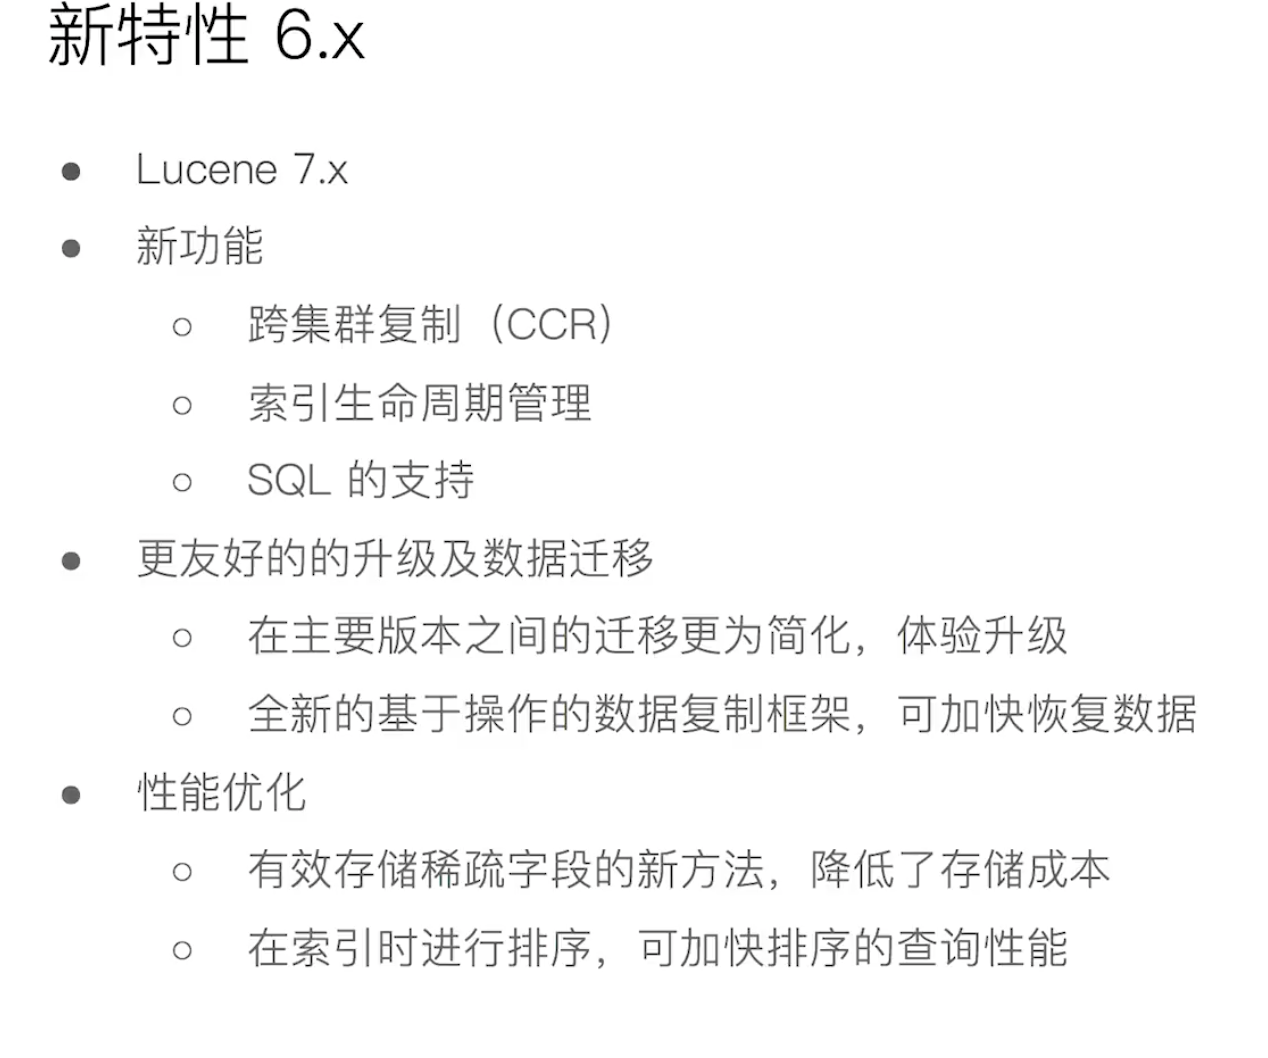 新特性 6.x
Lucene 7.x
新功能
跨集群复制（CCR）
索引生命周期管理
SQL 的支持
更友好的的升级及数据迁移
在主要版本之间的迁移更为简化，体验升级
全新的基于操作的数据复制框架，可加快恢复数据
性能优化
有效存储稀疏字段的新方法，降低了存储成本
在索引时进行排序，可加快排序的查询性能